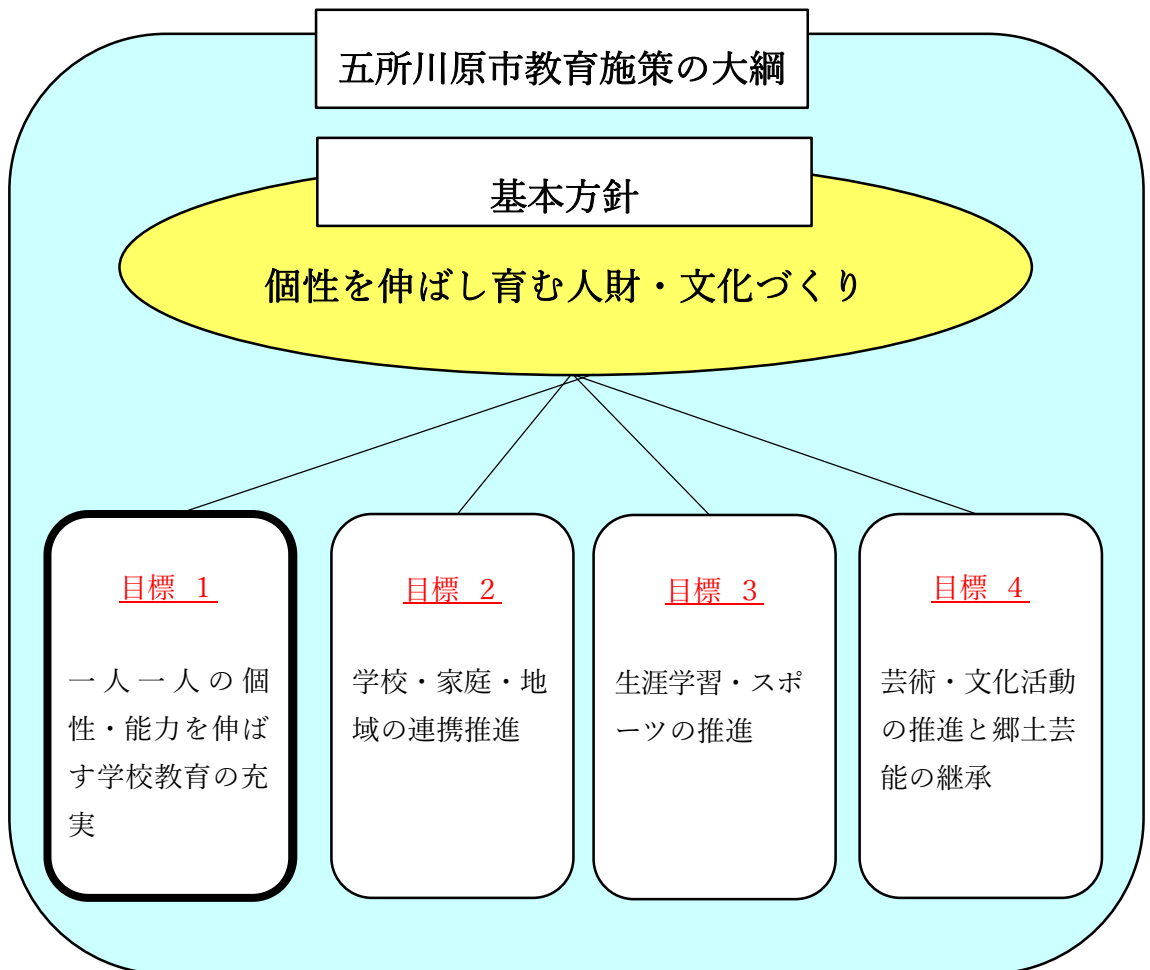 五所川原市教育施策の大綱
基本方針
個性を伸ばし育む人財・文化づくり
目標 1
一人一人の個
性・能力を伸ば
す学校教育の充
実
目標 2
学校・家庭・地
域の連携推進
目標 3
生涯学習・スポ
ーツの推進
目標 4
芸術・文化活動
の推進と郷土芸
能の継承